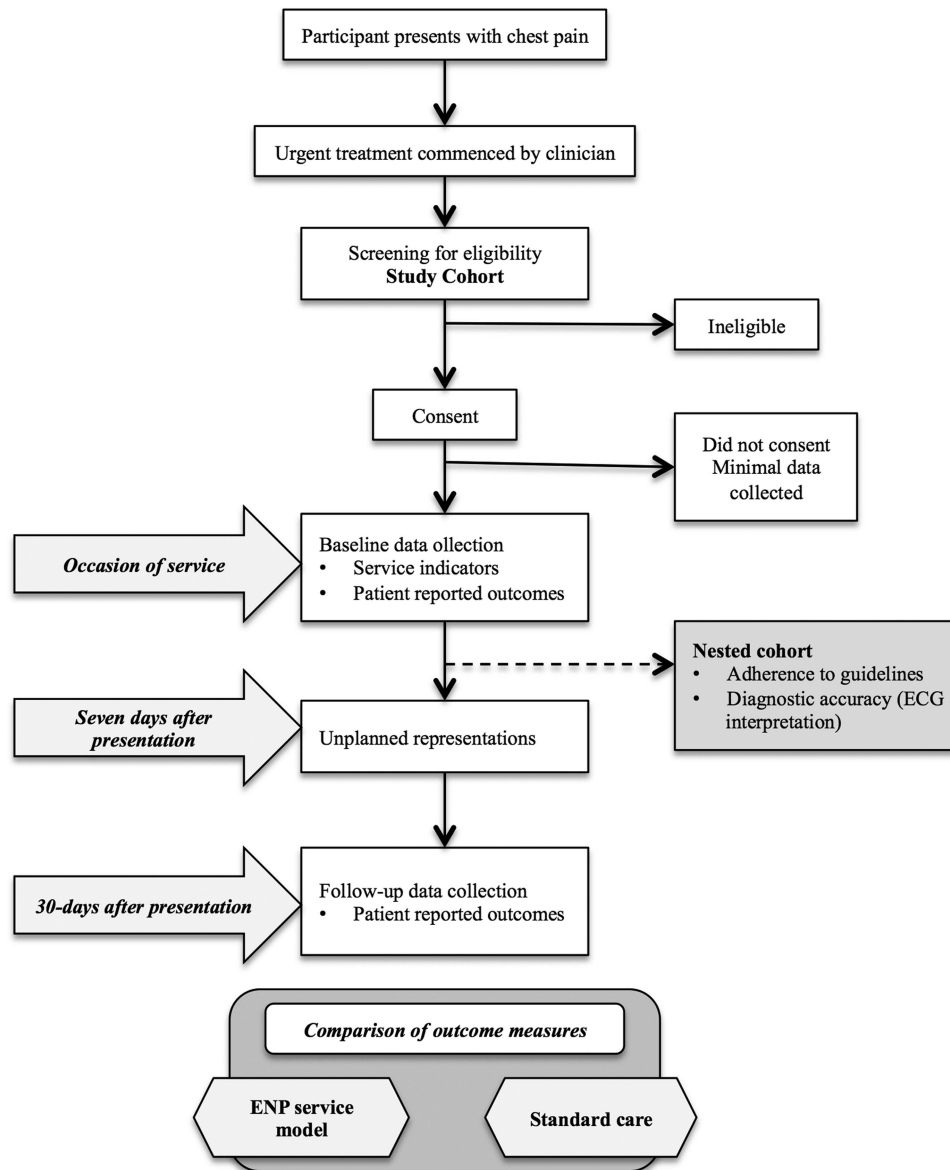 Participant presents with chest pain
Urgent treatment commenced by clinician
Screening for eligibility
Study Cohort
Ineligible
Consent
Did not consent
Minimal data
collected
Occasion of service
Baseline data ollection
• Service indicators
• Patient reported outcomes
Nested cohort
• Adherence to guidelines
• Diagnostic accuracy (ECG
interpretation)
Seven days after
presentation
Unplanned representations
30-days after presentation
Follow-up data collection
• Patient reported outcomes
Comparison of outcome measures
ENP service
model
Standard care